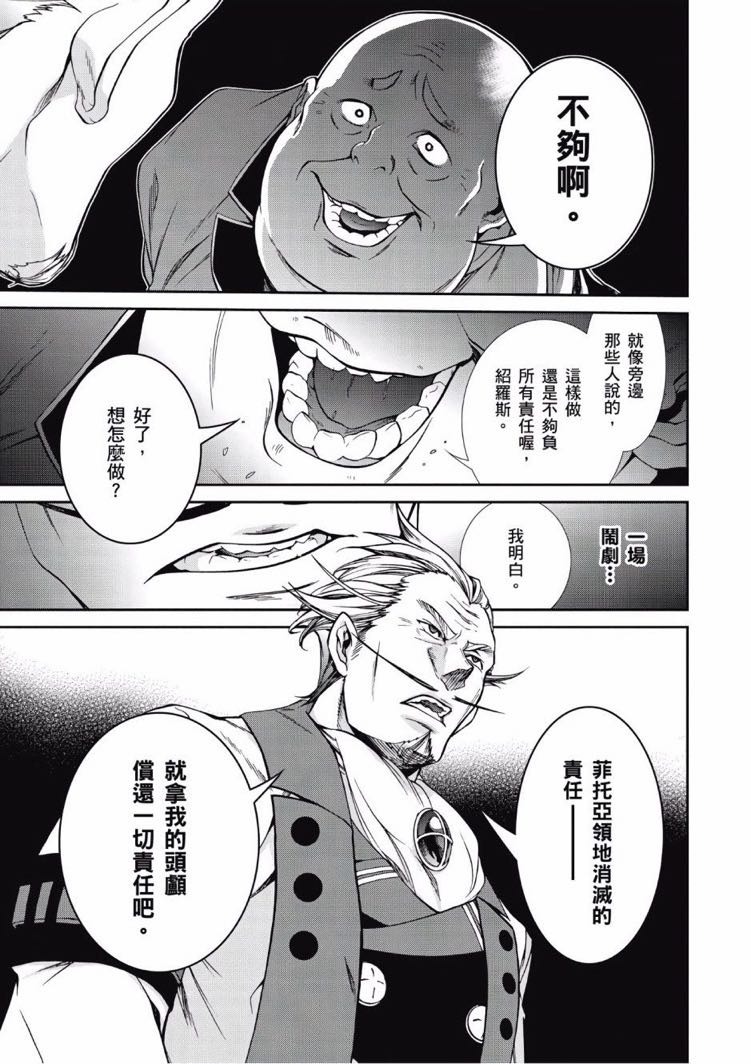 不夠啊。
就像旁邊
那些人說的，
這樣做
還是不夠負
所有責任喔，
紹羅斯。
好了，
想怎麼做？
一場
鬧劇…
我明白。
菲托亞領地消滅的
責任——
就拿我的頭顱
償還一切責任吧。